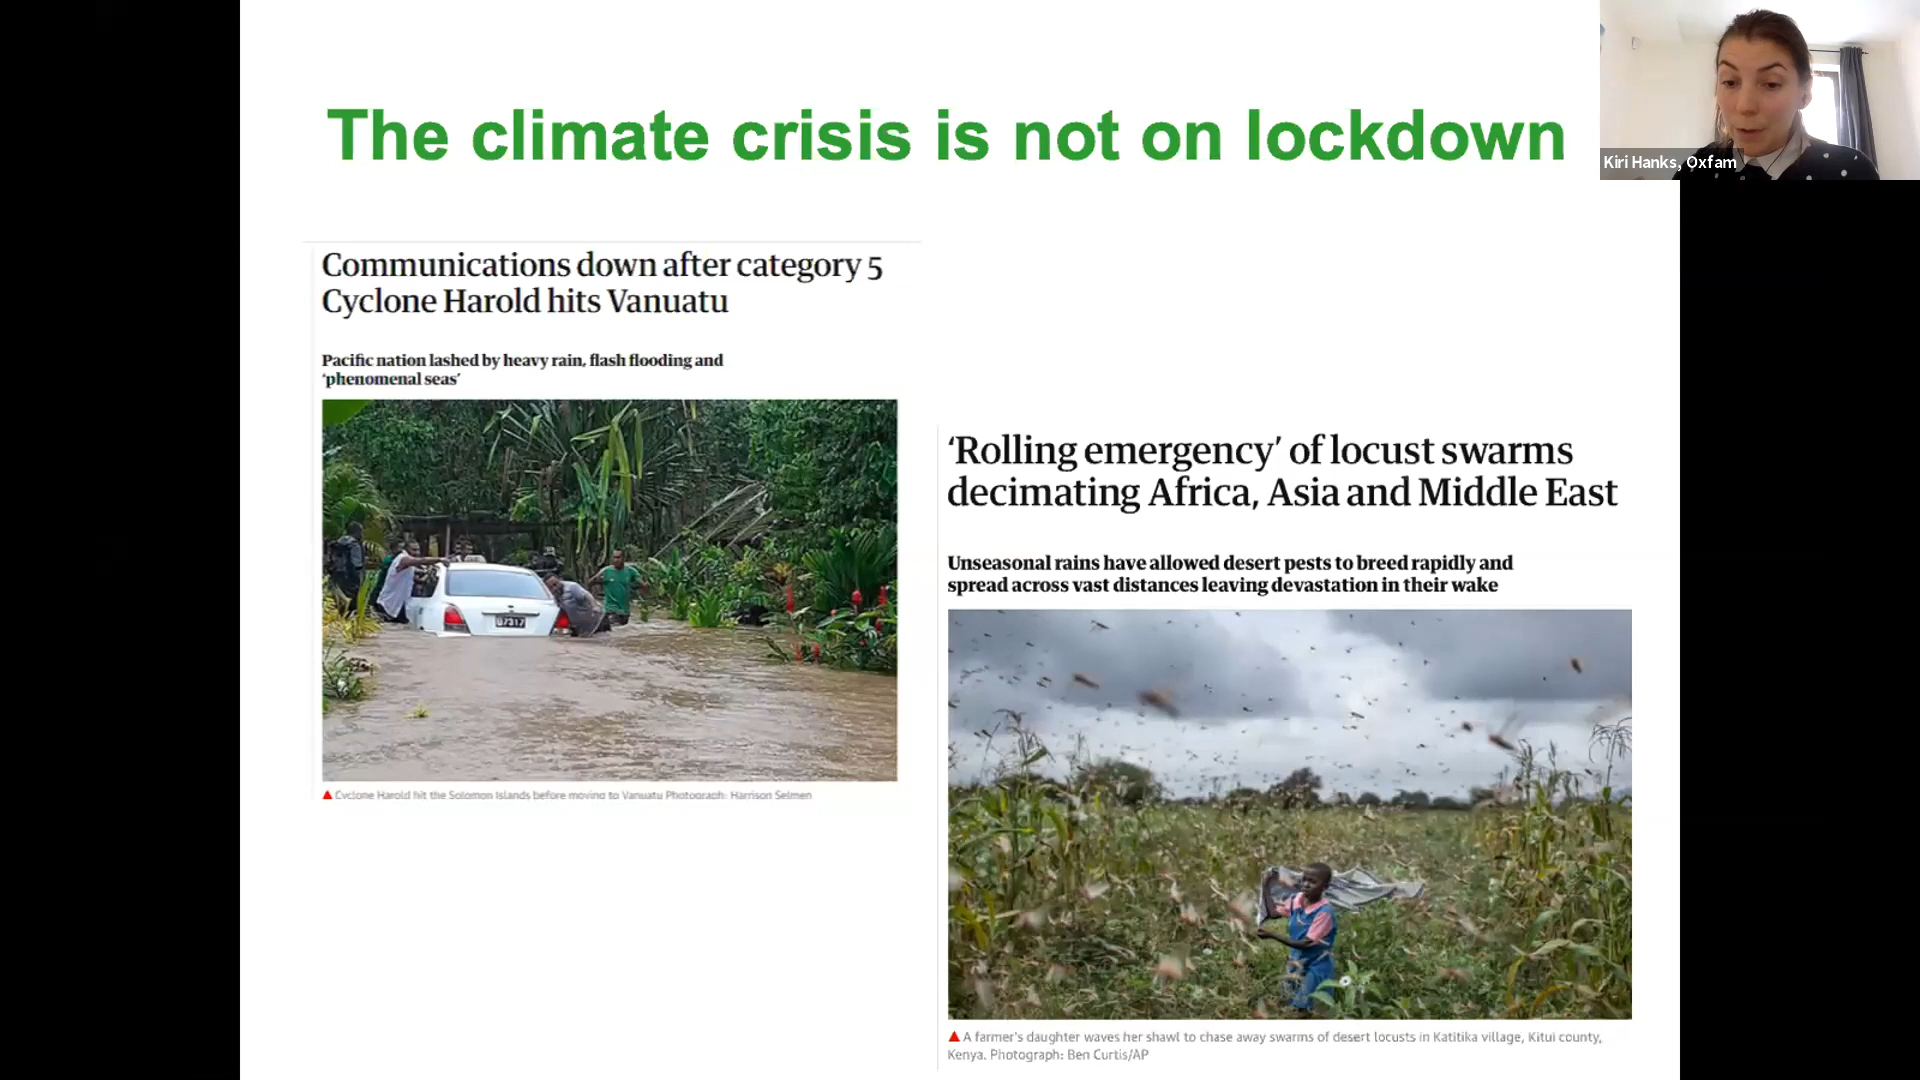 The climate crisis is not on lockdown
Kiri Hanks, Oxfam
Communications down after category 5
Cyclone Harold hits Vanuatu
Pacific nation lashed by heavy rain, flash flooding and
‘phenomenal seas’
07317
Cyclone Harold hit the Solomon Islands before moving to Vanuatu Photograph: Harrison Selmen
‘Rolling emergency’ of locust swarms
decimating Africa, Asia and Middle East
Unseasonal rains have allowed desert pests to breed rapidly and
spread across vast distances leaving devastation in their wake
A farmer's daughter waves her shawl to chase away swarms of desert locusts in Katitika village, Kitui county,
Kenya. Photograph: Ben Curtis/AP